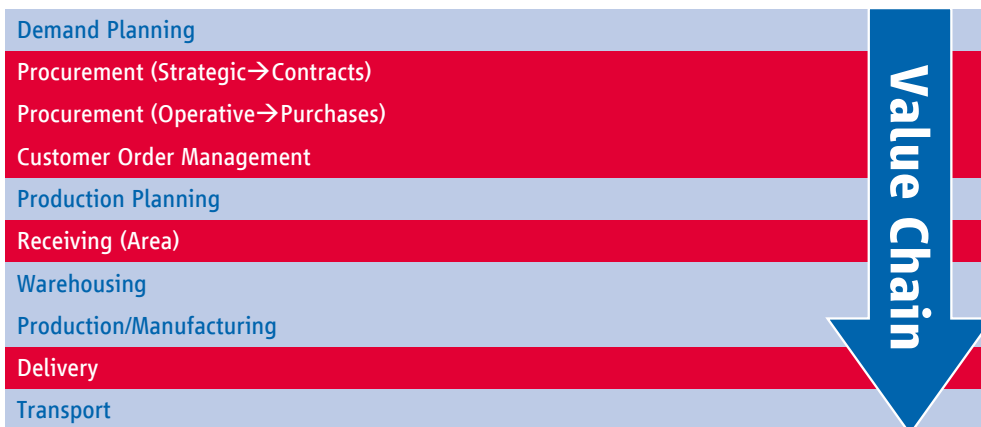 Demand Planning
Procurement (Strategic→Contracts)
Procurement (Operative→Purchases)
Customer Order Management
Production Planning
Receiving (Area)
Warehousing
Production/Manufacturing
Delivery
Transport
Value Chain